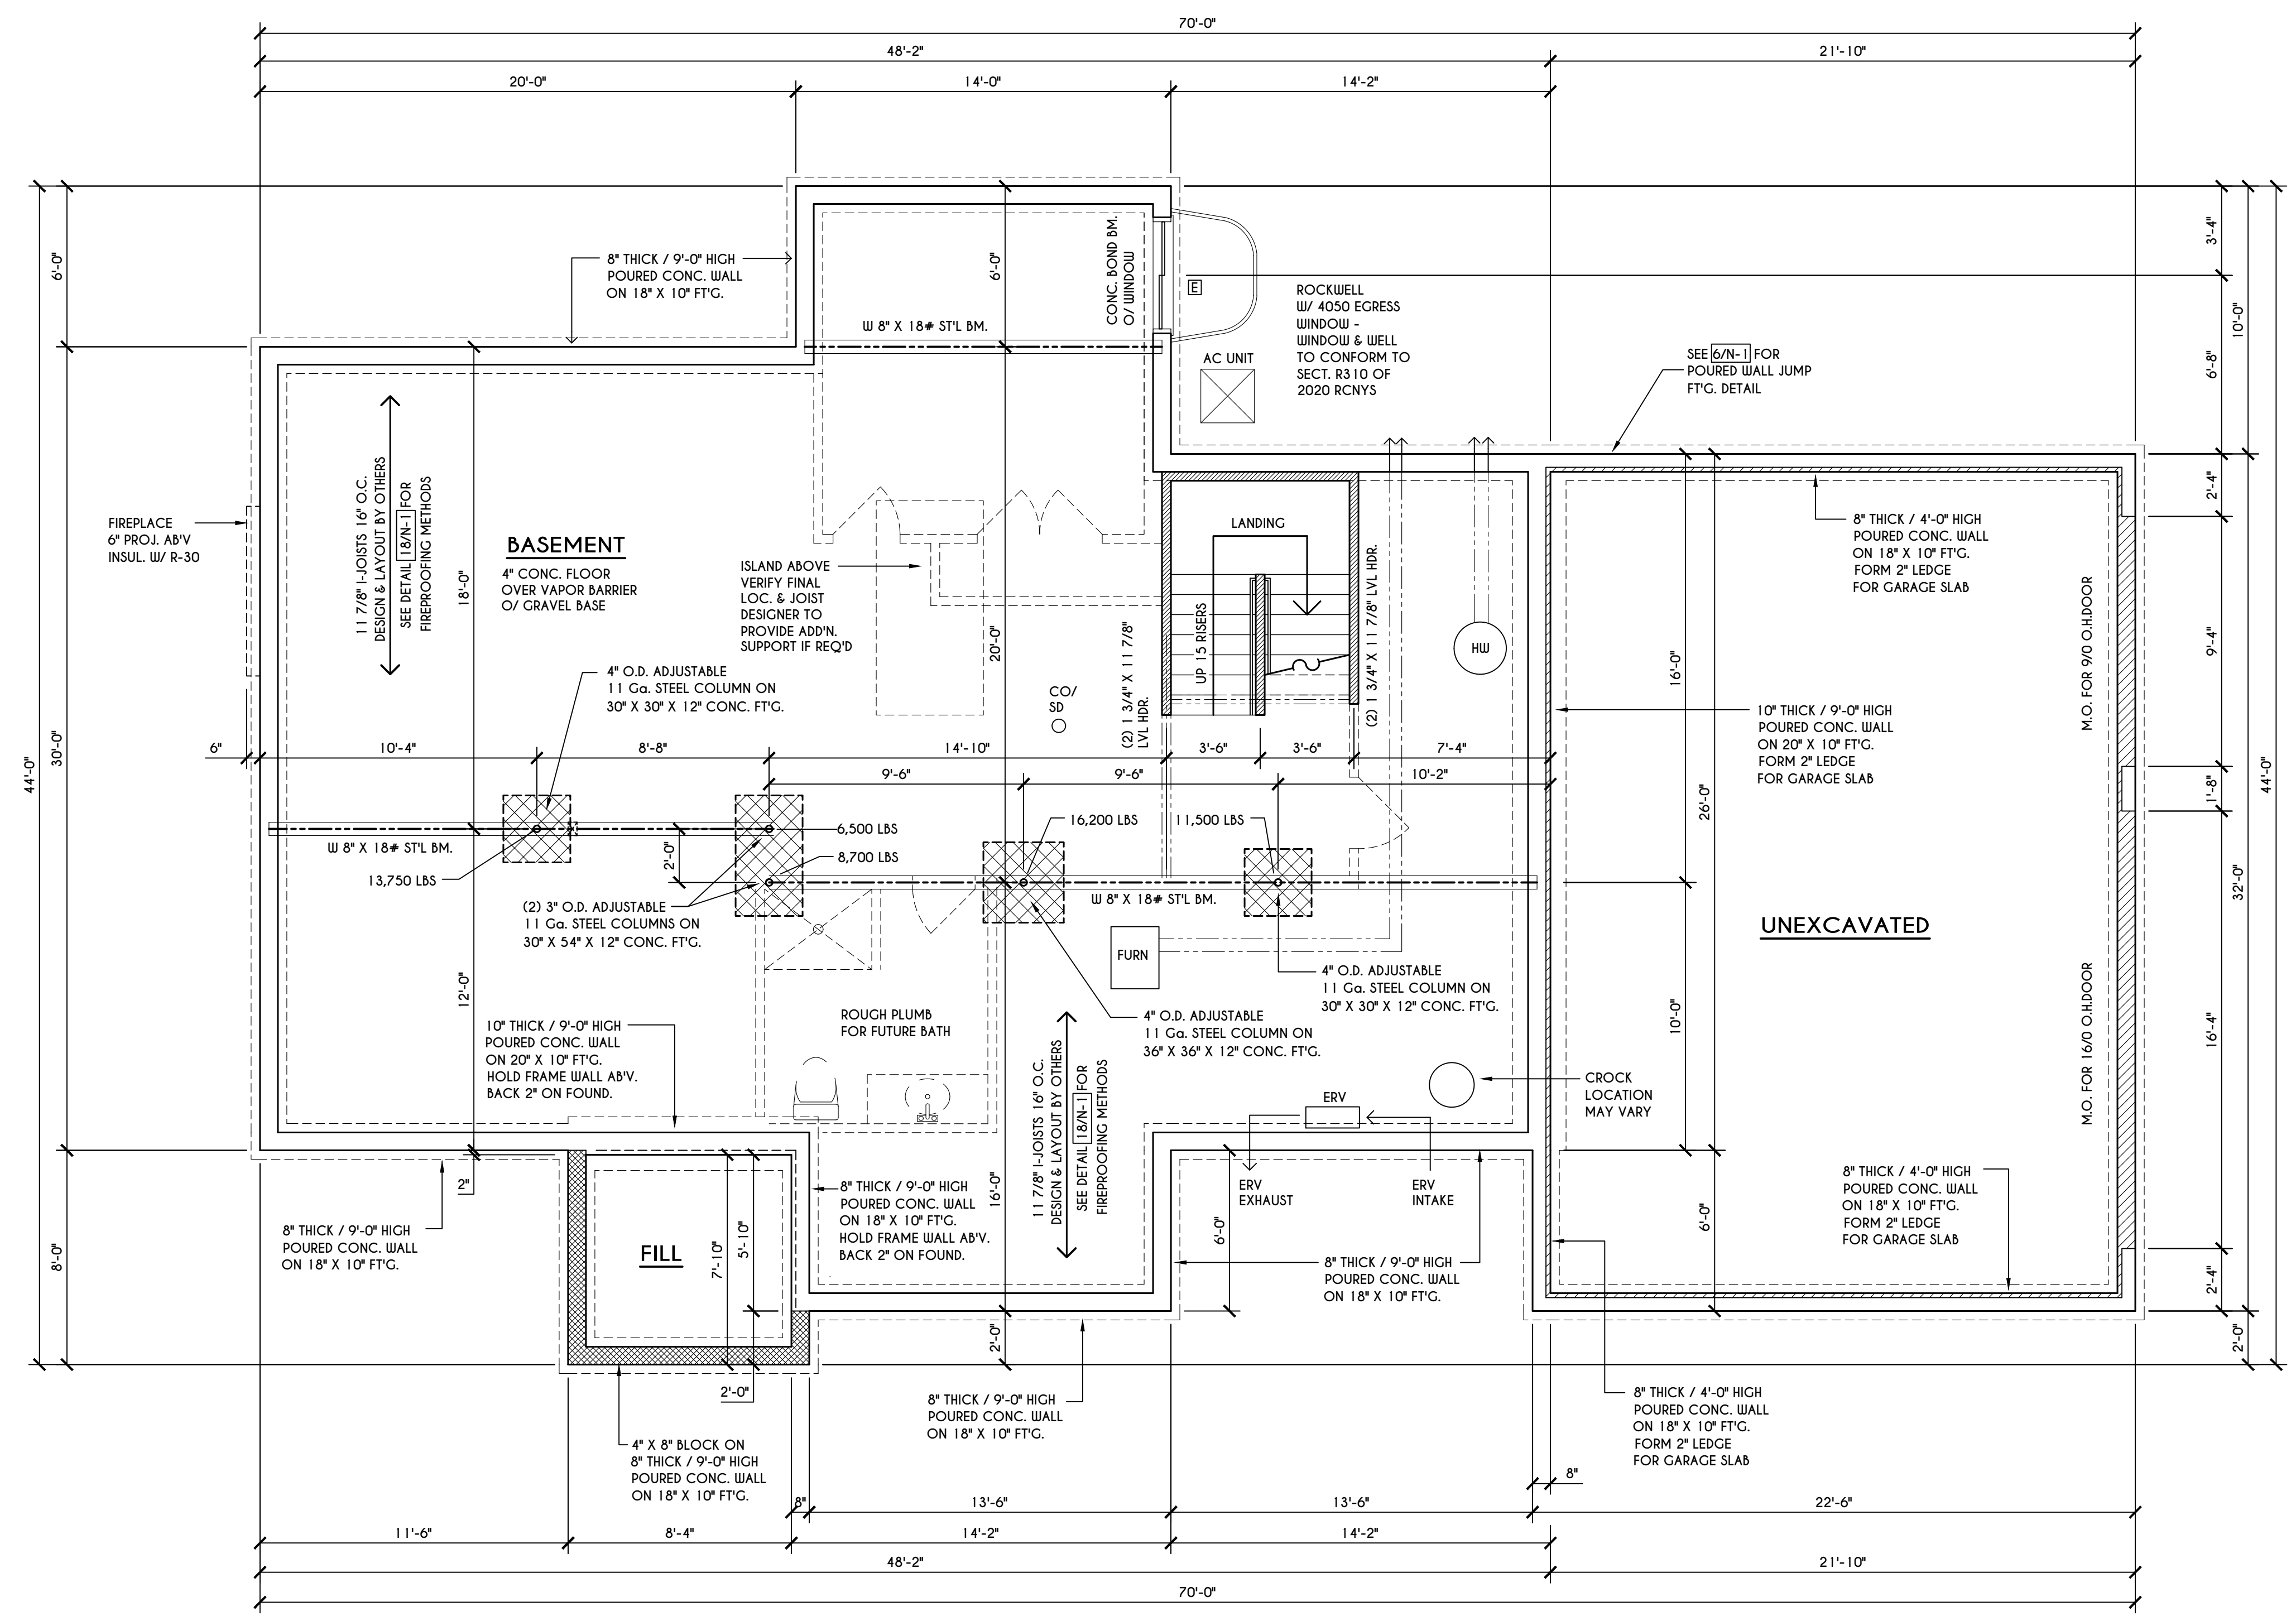 70'-0"
48'-2"
21'-10"
20'-0"
14'-0"
14'-2"
6'-0"
30'-0"
44'-0"
8'-0"
8" THICK / 9'-0" HIGH
POURED CONC. WALL
ON 18" X 10" FT'G.
6'-0"
W 8" X 18# ST'L BM.
CONC. BOND BM.
O/ WINDOW
E
ROCKWELL
W/ 4050 EGRESS
WINDOW -
WINDOW & WELL
TO CONFORM TO
SECT. R310 OF
2020 RCNYS
AC UNIT
SEE 6/N-1 FOR
POURED WALL JUMP
FT'G. DETAIL
3'-4"
6'-8"
10'-0"
2'-4"
9'-4"
1'-8"
16'-4"
2'-4"
32'-0"
2'-0"
44'-0"
FIREPLACE
6" PROJ. AB'V
INSUL. W/ R-30
11 7/8" I-JOISTS 16" O.C.
DESIGN & LAYOUT BY OTHERS
SEE DETAIL 18/N-1 FOR
FIREPROOFING METHODS
18'-0"
BASEMENT
4" CONC. FLOOR
OVER VAPOR BARRIER
O/ GRAVEL BASE
ISLAND ABOVE
VERIFY FINAL
LOC. & JOIST
DESIGNER TO
PROVIDE ADD'N.
SUPPORT IF REQ'D
20'-0"
CO/
SD
(2) 1 3/4" X 11 7/8"
LVL HDR.
LANDING
UP 15 RISERS
(2) 1 3/4" X 11 7/8" LVL HDR.
HW
8" THICK / 4'-0" HIGH
POURED CONC. WALL
ON 18" X 10" FT'G.
FORM 2" LEDGE
FOR GARAGE SLAB
M.O. FOR 9/0 O.H.DOOR
16'-0"
26'-0"
10" THICK / 9'-0" HIGH
POURED CONC. WALL
ON 20" X 10" FT'G.
FORM 2" LEDGE
FOR GARAGE SLAB
4" O.D. ADJUSTABLE
11 Ga. STEEL COLUMN ON
30" X 30" X 12" CONC. FT'G.
6"
10'-4"
8'-8"
14'-10"
3'-6"
3'-6"
7'-4"
9'-6"
9'-6"
10'-2"
W 8" X 18# ST'L BM.
13,750 LBS
2'-0"
6,500 LBS
8,700 LBS
16,200 LBS
11,500 LBS
W 8" X 18# ST'L BM.
(2) 3" O.D. ADJUSTABLE
11 Ga. STEEL COLUMNS ON
30" X 54" X 12" CONC. FT'G.
FURN
UNEXCAVATED
4" O.D. ADJUSTABLE
11 Ga. STEEL COLUMN ON
30" X 30" X 12" CONC. FT'G.
4" O.D. ADJUSTABLE
11 Ga. STEEL COLUMN ON
36" X 36" X 12" CONC. FT'G.
12'-0"
10'-0"
M.O. FOR 16/0 O.H.DOOR
10" THICK / 9'-0" HIGH
POURED CONC. WALL
ON 20" X 10" FT'G.
HOLD FRAME WALL AB'V.
BACK 2" ON FOUND.
ROUGH PLUMB
FOR FUTURE BATH
11 7/8" I-JOISTS 16" O.C.
DESIGN & LAYOUT BY OTHERS
SEE DETAIL 18/N-1 FOR
FIREPROOFING METHODS
ERV
CROCK
LOCATION
MAY VARY
ERV
EXHAUST
ERV
INTAKE
2"
8" THICK / 9'-0" HIGH
POURED CONC. WALL
ON 18" X 10" FT'G.
FILL
7'-10"
5'-10"
8" THICK / 9'-0" HIGH
POURED CONC. WALL
ON 18" X 10" FT'G.
HOLD FRAME WALL AB'V.
BACK 2" ON FOUND.
16'-0"
6'-0"
8" THICK / 9'-0" HIGH
POURED CONC. WALL
ON 18" X 10" FT'G.
6'-0"
8" THICK / 4'-0" HIGH
POURED CONC. WALL
ON 18" X 10" FT'G.
FORM 2" LEDGE
FOR GARAGE SLAB
2'-0"
2'-0"
8" THICK / 9'-0" HIGH
POURED CONC. WALL
ON 18" X 10" FT'G.
8" THICK / 4'-0" HIGH
POURED CONC. WALL
ON 18" X 10" FT'G.
FORM 2" LEDGE
FOR GARAGE SLAB
4" X 8" BLOCK ON
8" THICK / 9'-0" HIGH
POURED CONC. WALL
ON 18" X 10" FT'G.
8"
8"
13'-6"
13'-6"
22'-6"
11'-6"
8'-4"
14'-2"
14'-2"
48'-2"
21'-10"
70'-0"